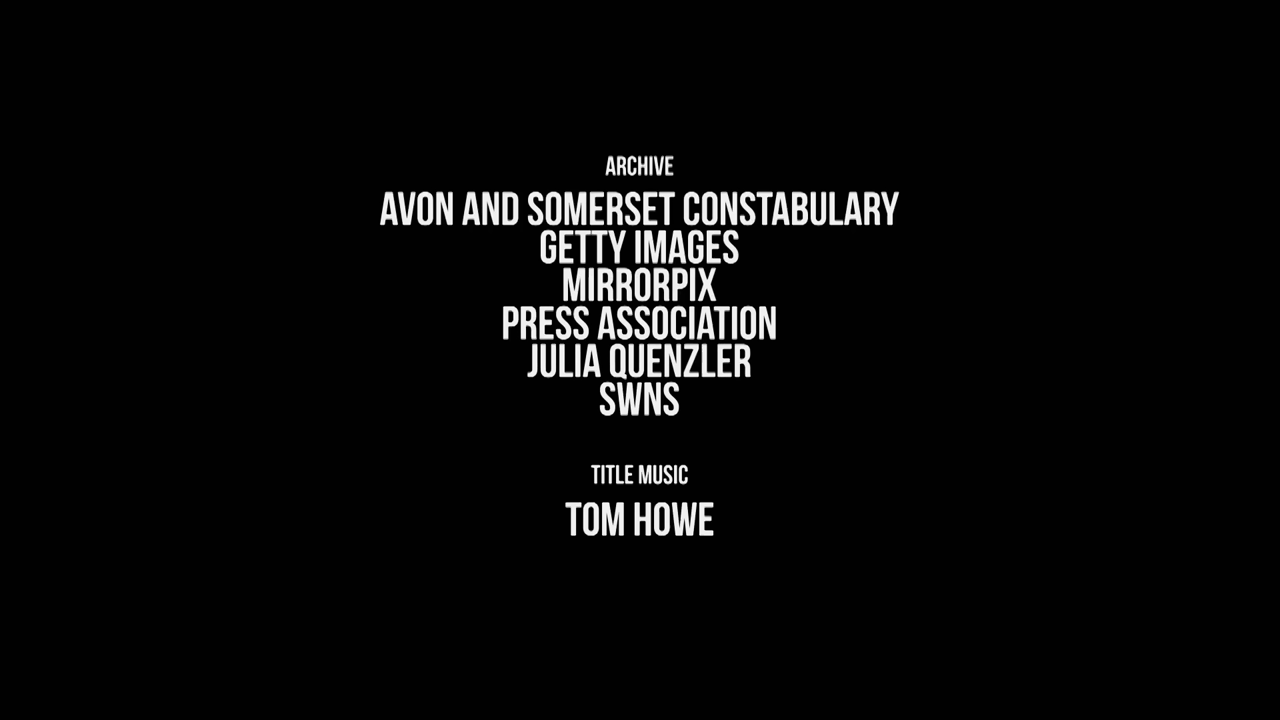 ARCHIVE
AVON AND SOMERSET CONSTABULARY
GETTY IMAGES
MIRRORPIX
PRESS ASSOCIATION
JULIA QUENZLER
SWNS
TITLE MUSIC
TOM HOWE